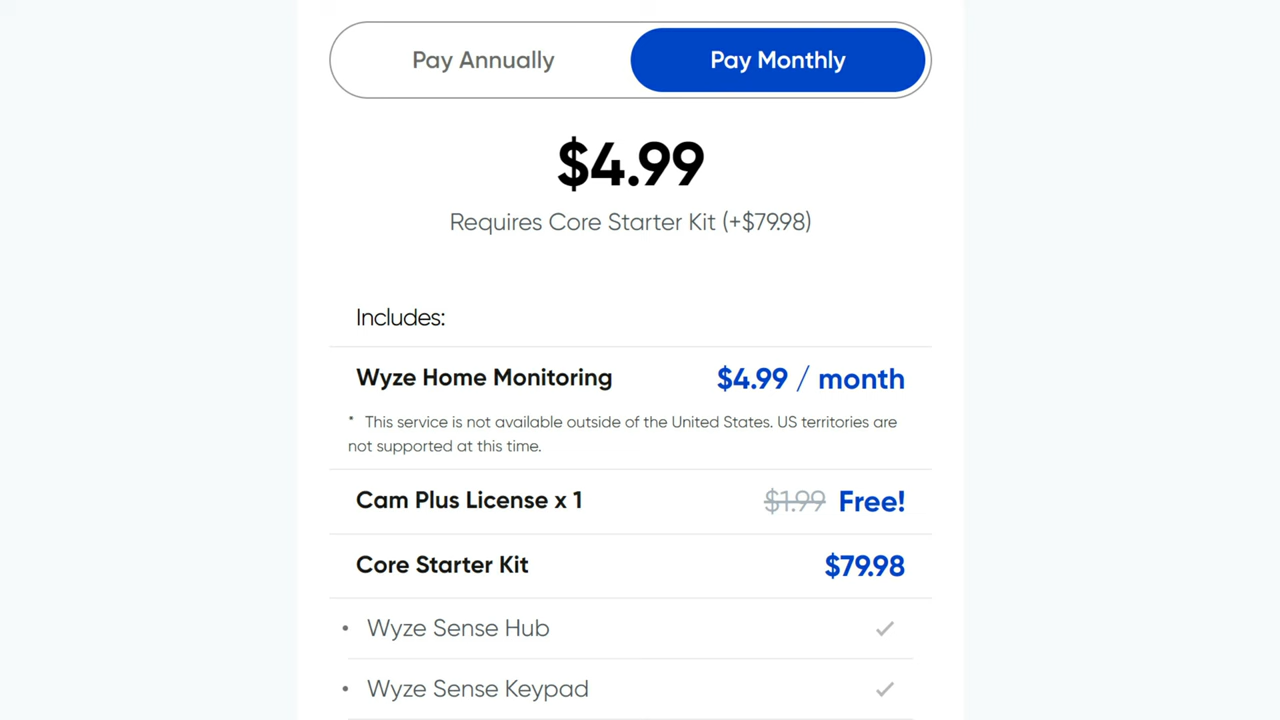 Pay Annually
Pay Monthly
$4.99
Requires Core Starter Kit (+$79.98)
Includes:
Wyze Home Monitoring $4.99 / month
* This service is not available outside of the United States. US territories are
not supported at this time.
Cam Plus License x 1 $1.99 Free!
Core Starter Kit $79.98
• Wyze Sense Hub
• Wyze Sense Keypad